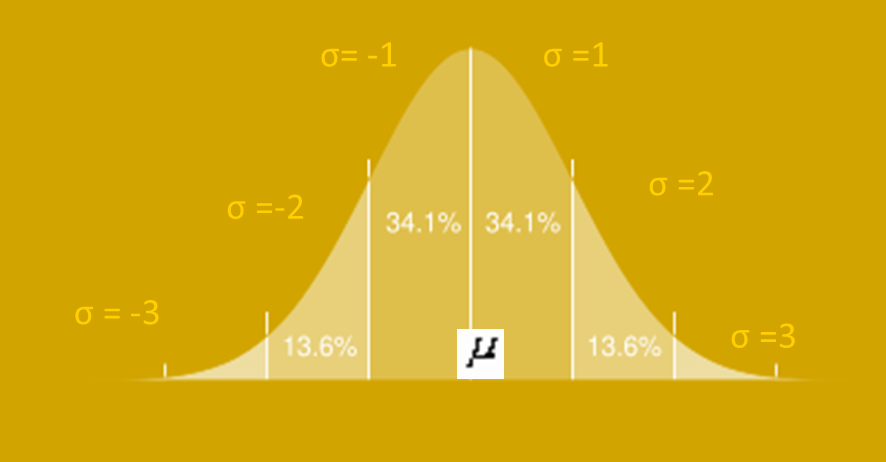 σ= -1
σ =1
σ =2
σ =-2
34.1%
34.1%
σ = -3
σ =3
13.6%
μ
13.6%